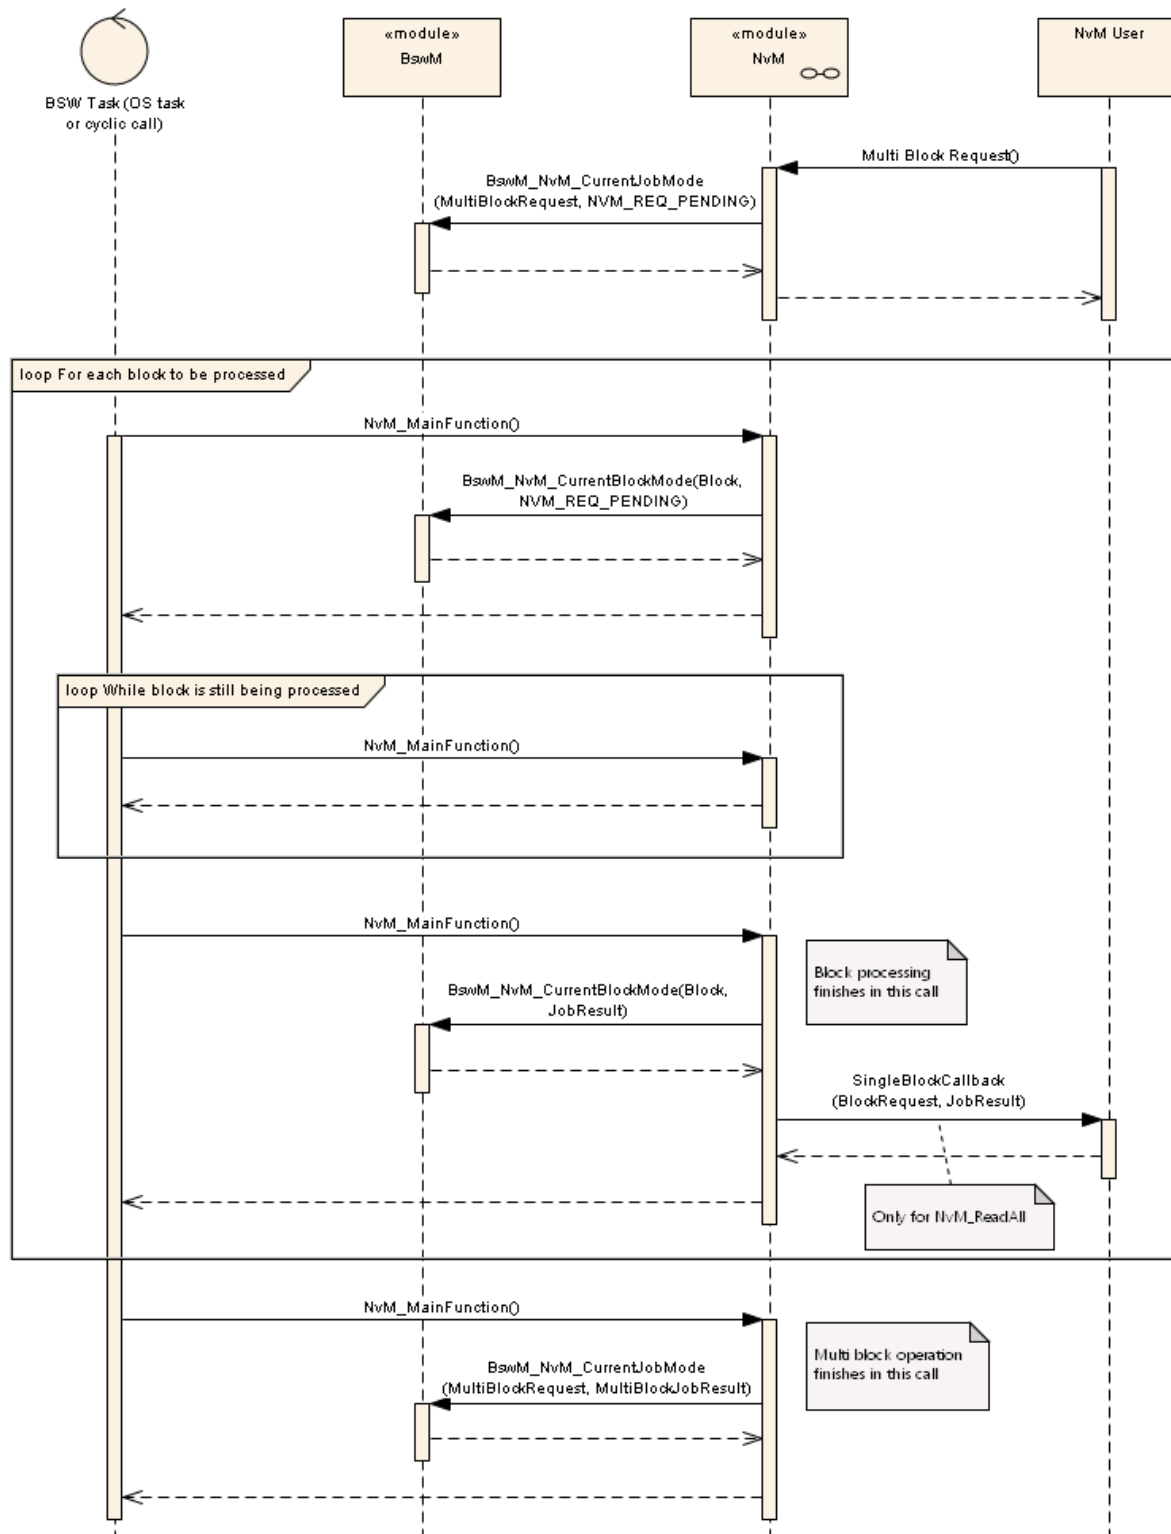 «module»
BswM
«module»
NvM
NvM User
BSW Task (OS task
or cyclic call)
Multi Block Request()
BswM_NvM_CurrentJobMode
(MultiBlockRequest, NVM_REQ_PENDING)
loop For each block to be processed
NvM_MainFunction()
BswM_NvM_CurrentBlockMode(Block,
NVM_REQ_PENDING)
loop While block is still being processed
NvM_MainFunction()
NvM_MainFunction()
Block processing
finishes in this call
BswM_NvM_CurrentBlockMode(Block,
JobResult)
SingleBlockCallback
(BlockRequest, JobResult)
Only for NvM_ReadAll
NvM_MainFunction()
Multi block operation
finishes in this call
BswM_NvM_CurrentJobMode
(MultiBlockRequest, MultiBlockJobResult)